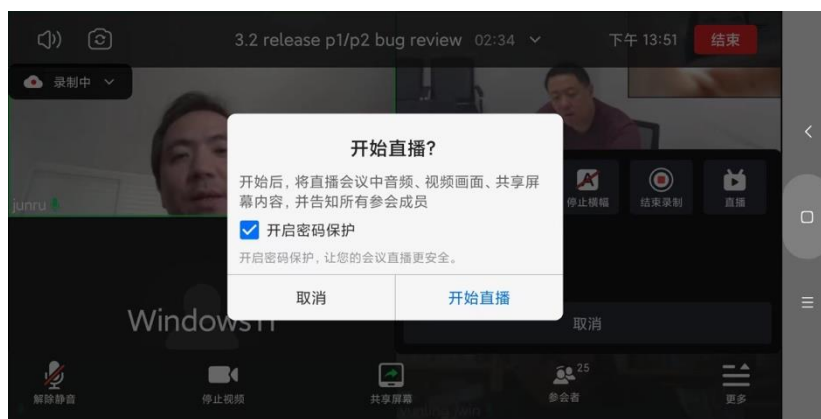 3.2 release p1/p2 bug review 02:34
下午 13:51
结束
录制中
开始直播?
开始后，将直播会议中音频、视频画面、共享屏
幕内容，并告知所有参会成员
开启密码保护
开启密码保护，让您的会议直播更安全。
取消
开始直播
停止横幅
结束录制
直播
junru
Windows11
取消
解除静音
停止视频
共享屏幕
25
参会者
更多